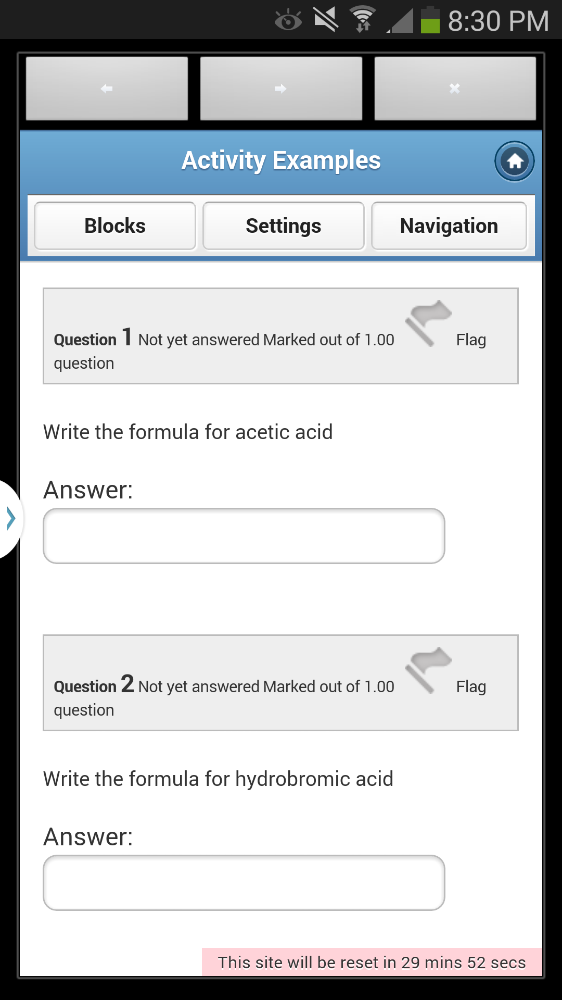 8:30 PM
Activity Examples
Blocks
Settings
Navigation
Question 1 Not yet answered Marked out of 1.00 Flag
question
Write the formula for acetic acid
Answer:
Question 2 Not yet answered Marked out of 1.00 Flag
question
Write the formula for hydrobromic acid
Answer:
This site will be reset in 29 mins 52 secs